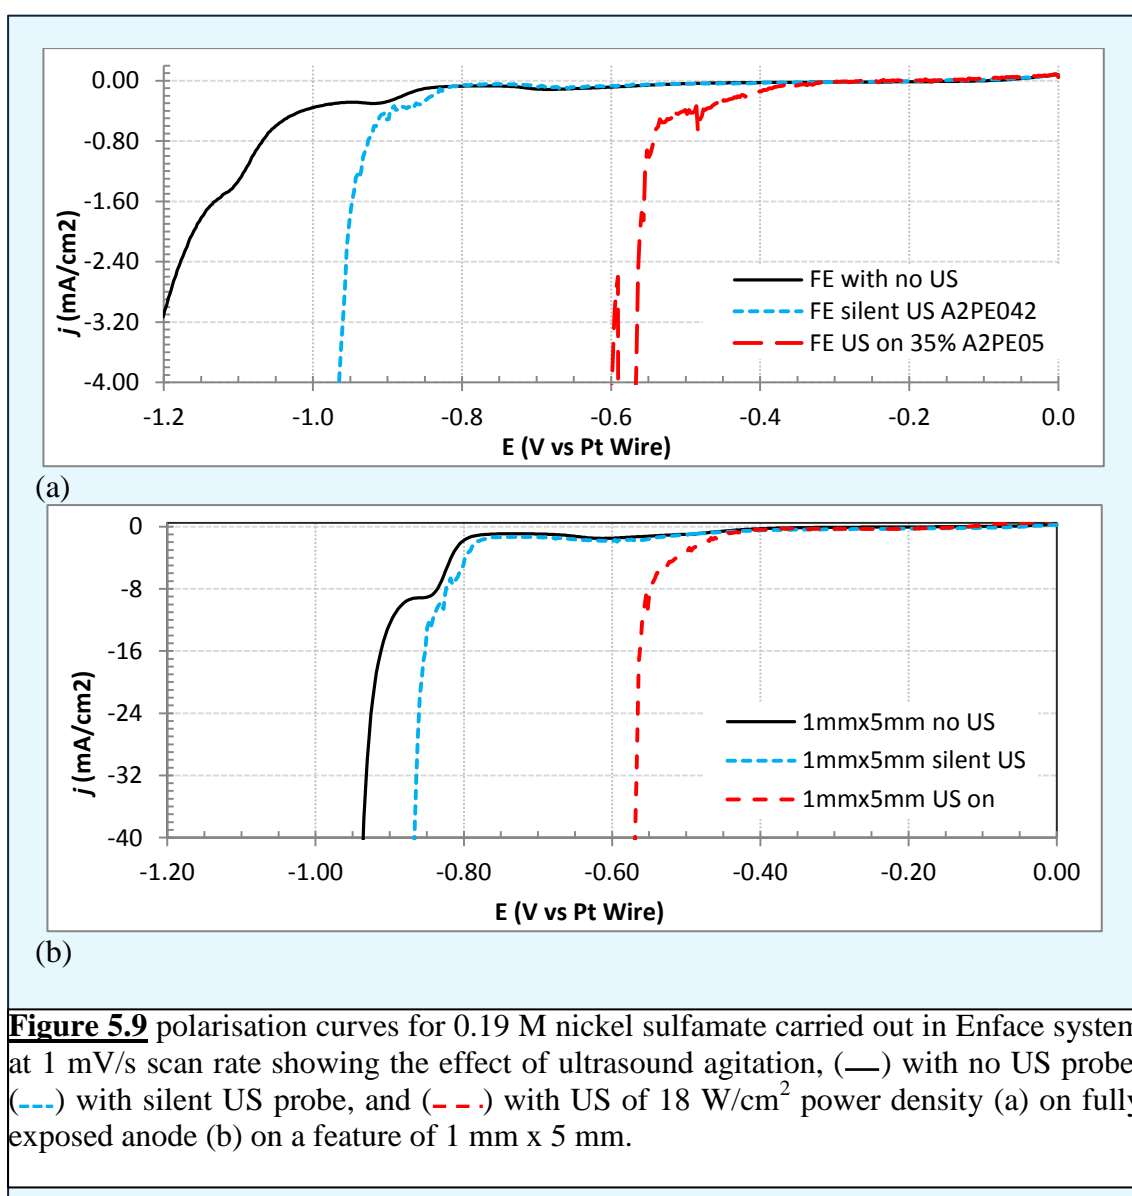 0.00
-0.80
-1.60
-2.40
-3.20
-4.00
j (mA/cm2)
FE with no US
FE silent US A2PE042
FE US on 35% A2PE05
-1.2 -1.0 -0.8 -0.6 -0.4 -0.2 0.0
E (V vs Pt Wire)
(a)
0
-8
-16
-24
-32
-40
j (mA/cm2)
1mmx5mm no US
1mmx5mm silent US
1mmx5mm US on
-1.20 -1.00 -0.80 -0.60 -0.40 -0.20 0.00
E (V vs Pt Wire)
(b)
Figure 5.9 polarisation curves for 0.19 M nickel sulfamate carried out in Enface system
at 1 mV/s scan rate showing the effect of ultrasound agitation, (—) with no US probe
(----) with silent US probe, and (– – –) with US of 18 W/cm² power density (a) on fully
exposed anode (b) on a feature of 1 mm x 5 mm.